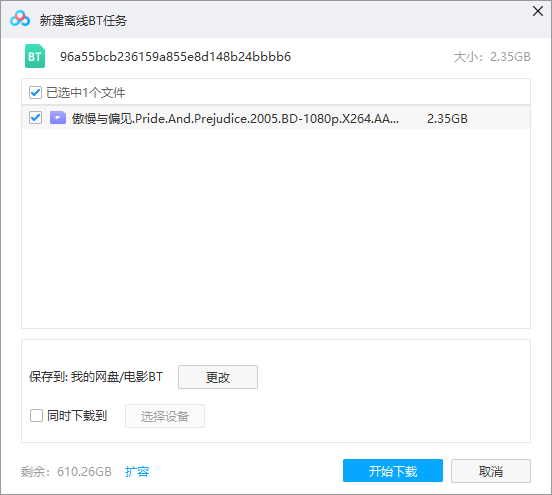 新建离线BT任务
BT 96a55bcb236159a855e8d148b24bbbb6 大小：2.35GB
已选中1个文件
傲慢与偏见.Pride.And.Prejudice.2005.BD-1080p.X264.AA... 2.35GB
保存到: 我的网盘/电影BT 更改
同时下载到 选择设备
剩余：610.26GB 扩容 开始下载 取消